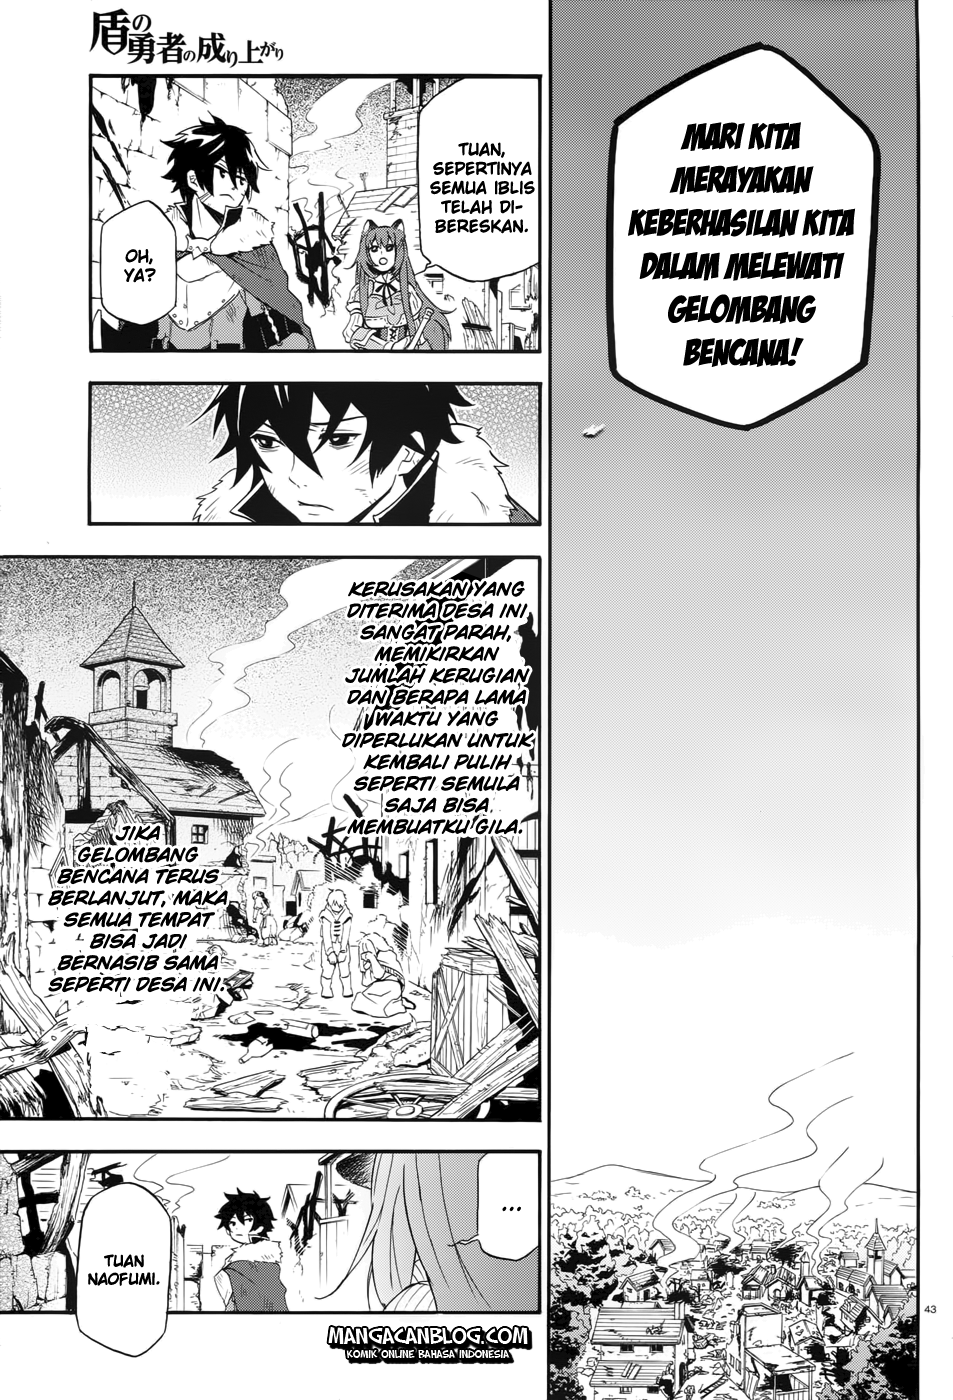 盾の勇者の成り上がり
MARI KITA
MERAYAKAN
KEBERHASILAN KITA
DALAM MELEWATI
GELOMBANG
BENCANA!
TUAN,
SEPERTINYA
SEMUA IBLIS
TELAH DI-
BERESKAN.
OH,
YA?
KERUSAKAN YANG
DITERIMA DESA INI
SANGAT PARAH,
MEMIKIRKAN
JUMLAH KERUGIAN
DAN BERAPA LAMA
WAKTU YANG
DIPERLUKAN UNTUK
KEMBALI PULIH
SEPERTI SEMULA
SAJA BISA
MEMBUATKU GILA.
JIKA
GELOMBANG
BENCANA TERUS
BERLANJUT, MAKA
SEMUA TEMPAT
BISA JADI
BERNASIB SAMA
SEPERTI DESA INI.
...
TUAN
NAOFUMI.
43
MANGACANBLOG.COM
KOMIK ONLINE BAHASA INDONESIA